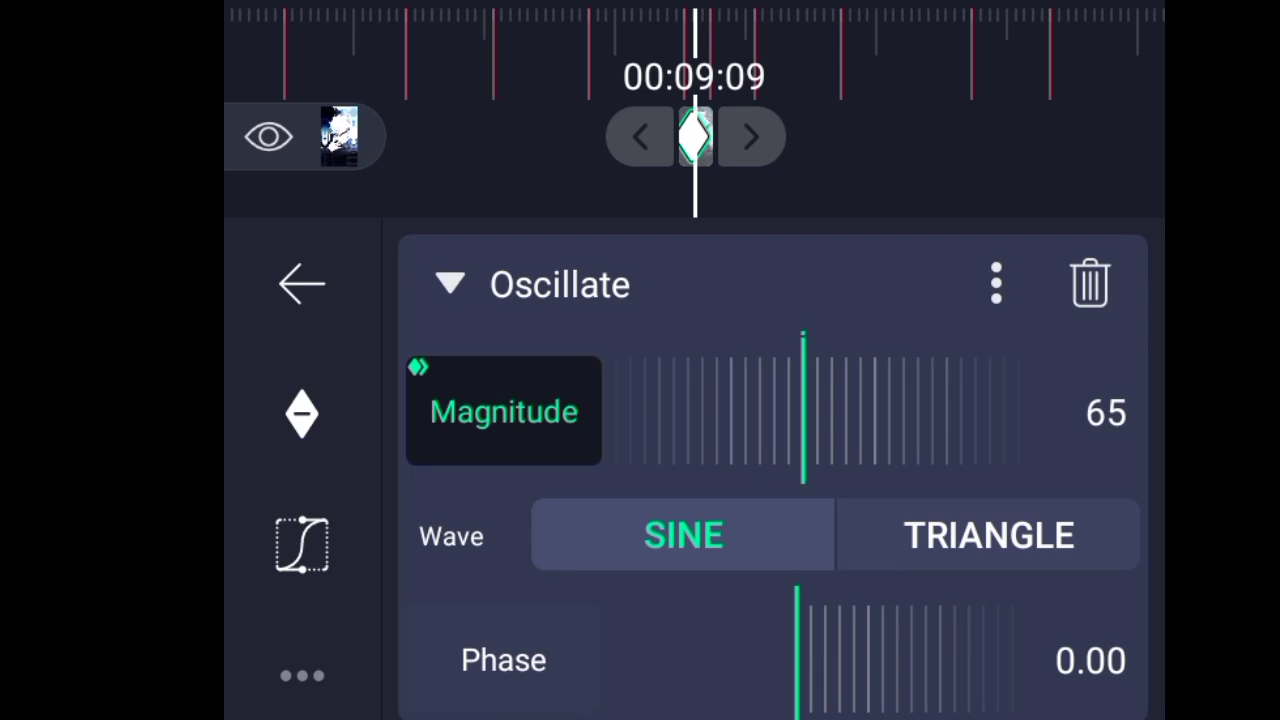 00:09:09
Oscillate
Magnitude
65
Wave
SINE
TRIANGLE
Phase
0.00